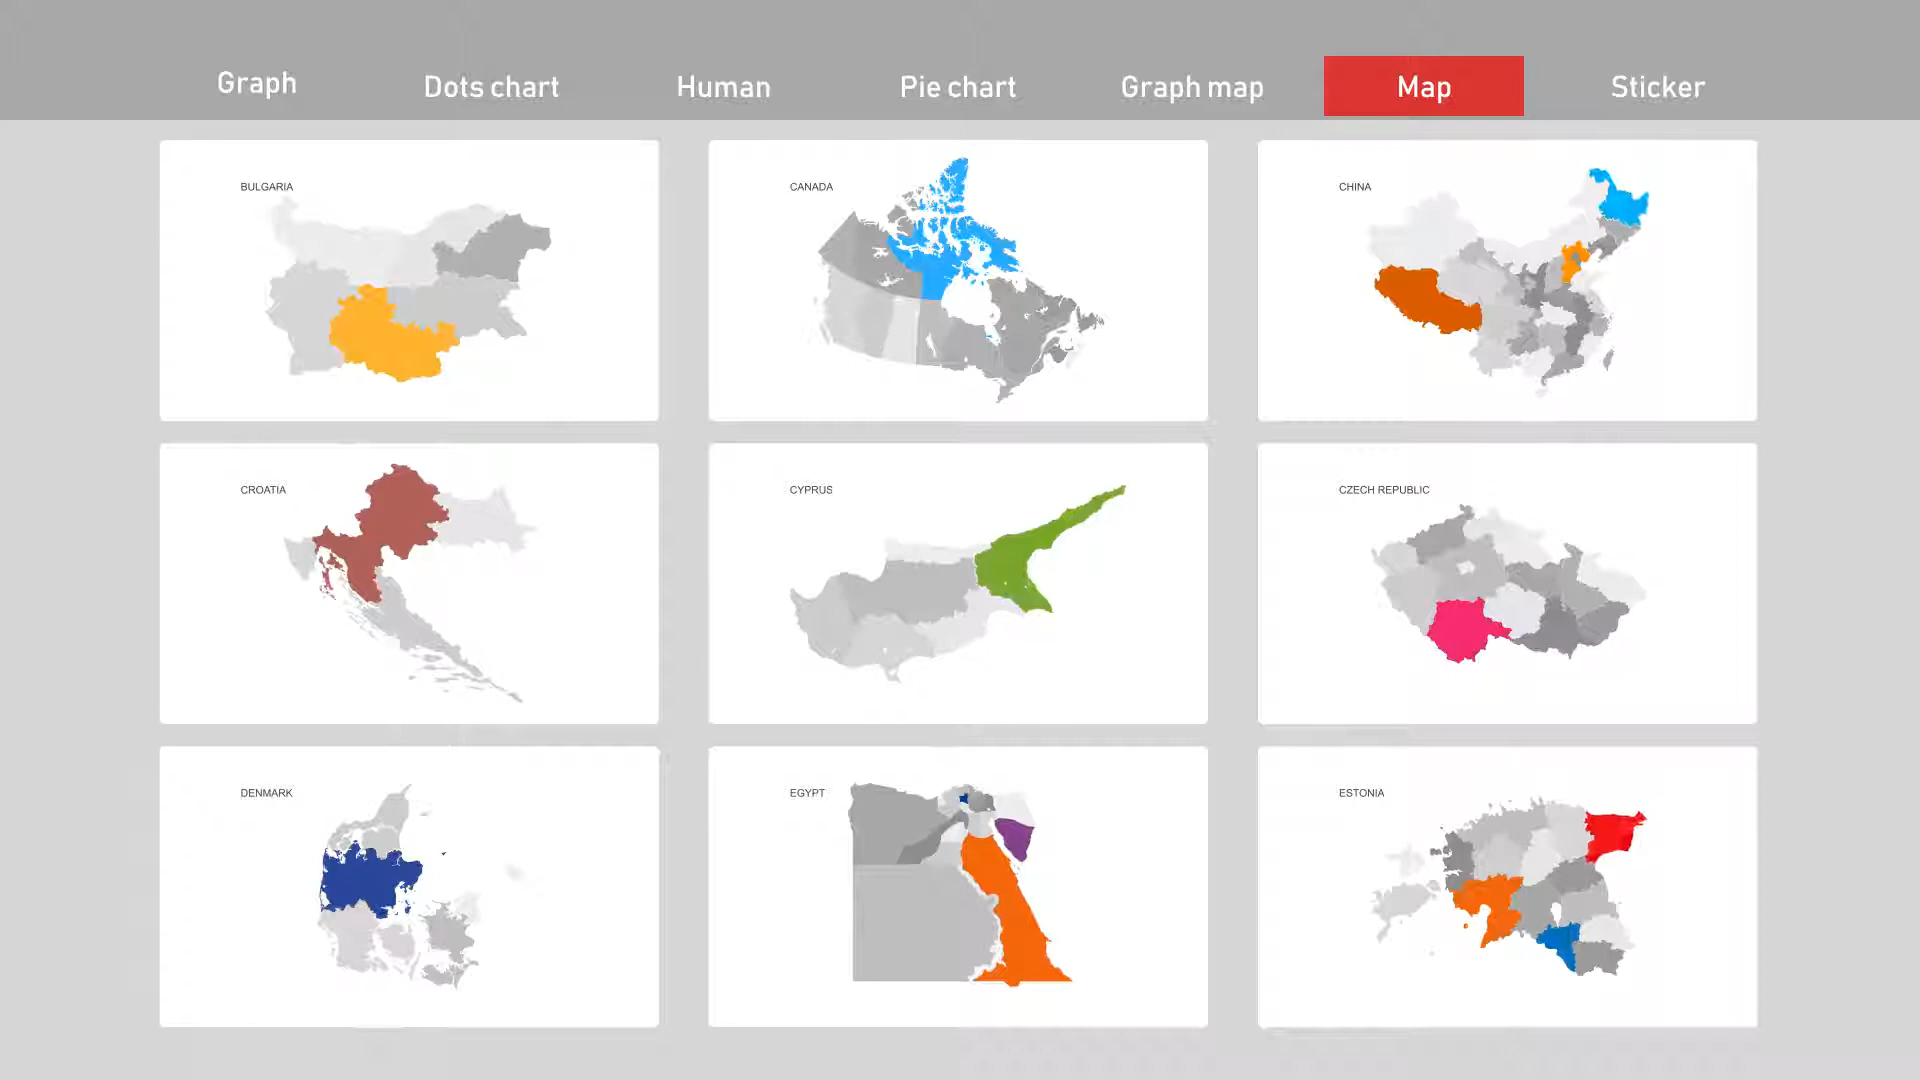 Graph
Dots chart
Human
Pie chart
Graph map
Map
Sticker
BULGARIA
CANADA
CHINA
CROATIA
CYPRUS
CZECH REPUBLIC
DENMARK
EGYPT
ESTONIA